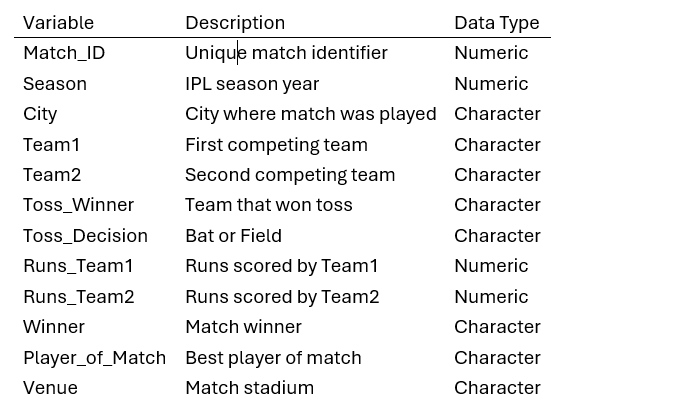 Variable Description Data Type
Match_ID Unique match identifier Numeric
Season IPL season year Numeric
City City where match was played Character
Team1 First competing team Character
Team2 Second competing team Character
Toss_Winner Team that won toss Character
Toss_Decision Bat or Field Character
Runs_Team1 Runs scored by Team1 Numeric
Runs_Team2 Runs scored by Team2 Numeric
Winner Match winner Character
Player_of_Match Best player of match Character
Venue Match stadium Character